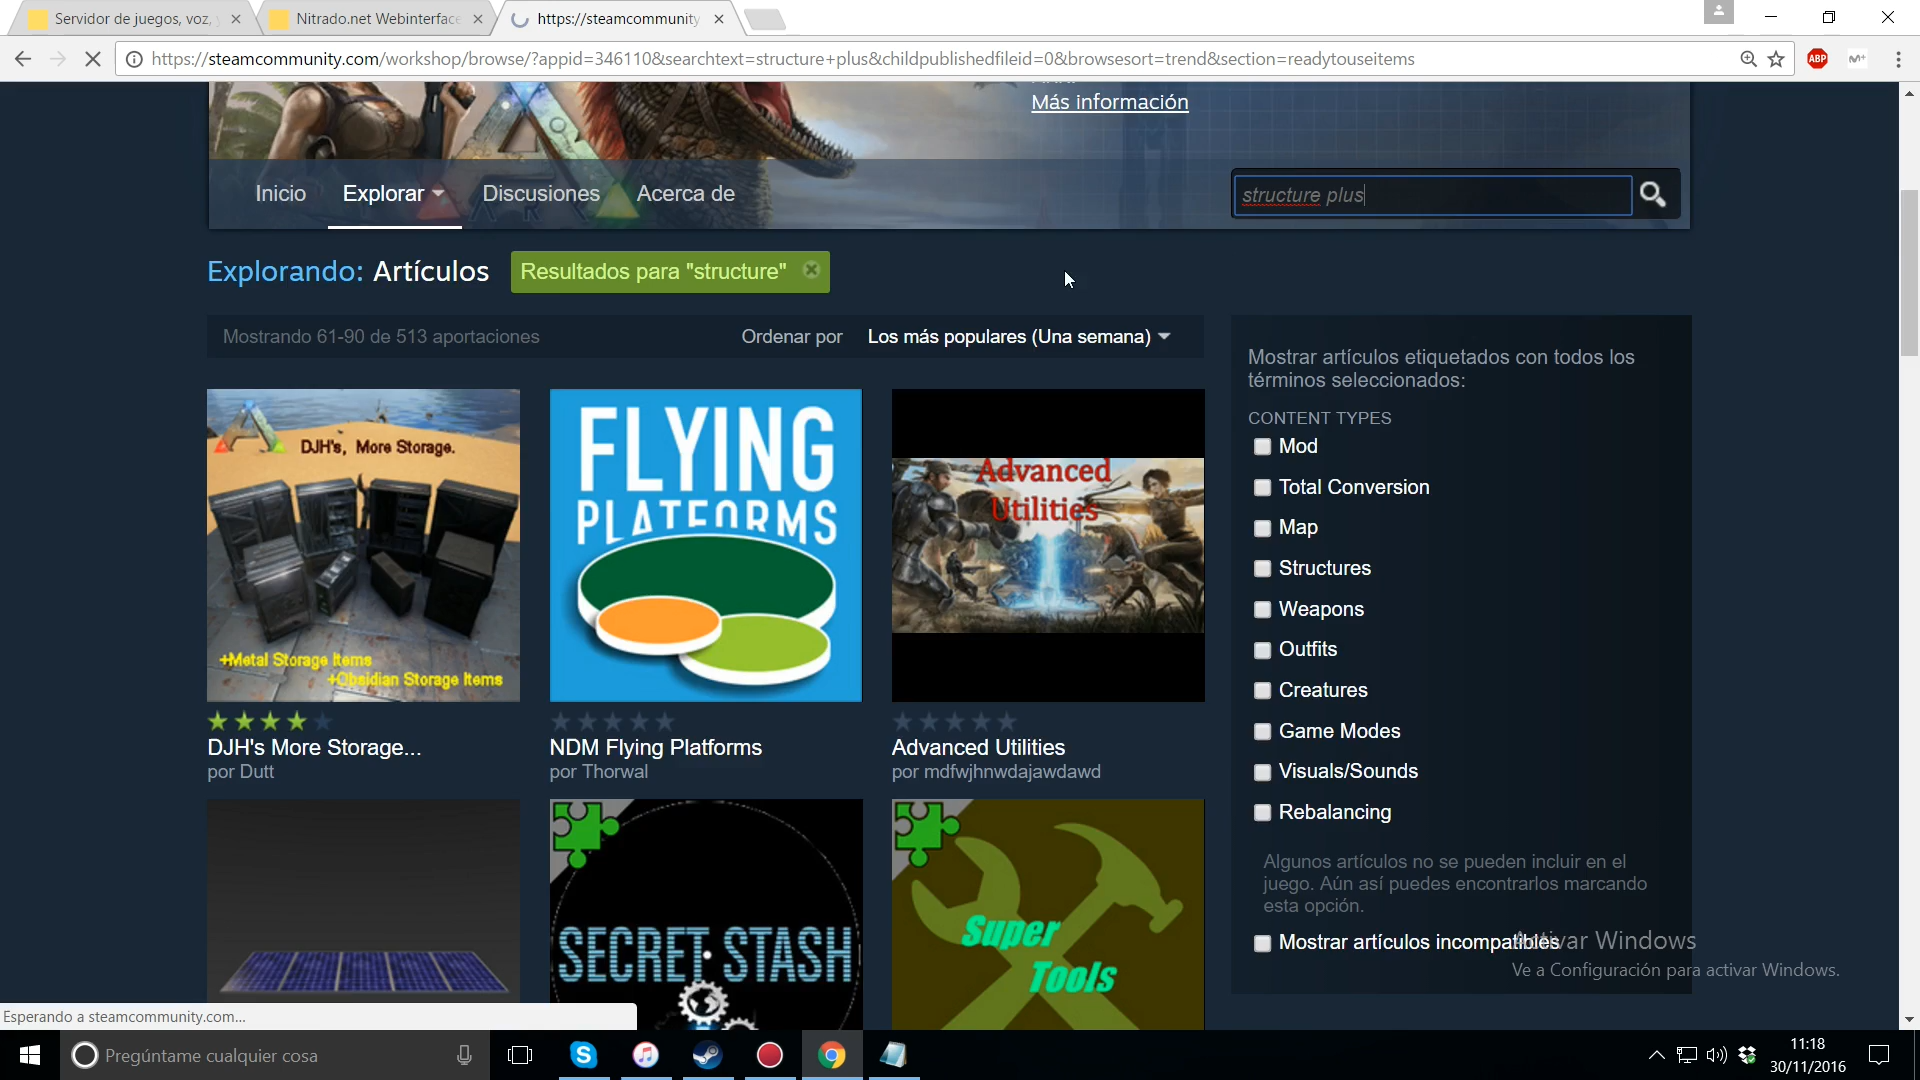 Servidor de juegos, voz,
Nitrado.net Webinterface
https://steamcommunity
https://steamcommunity.com/workshop/browse/?appid=346110&searchtext=structure+plus&childpublishedfileid=0&browsesort=trend&section=readytouseitems
ABP
Más información
Inicio
Explorar
Discusiones
Acerca de
structure plus
Explorando: Artículos
Resultados para "structure"
Mostrando 61-90 de 513 aportaciones
Ordenar por Los más populares (Una semana)
DJH's, More Storage.
+Metal Storage Items
+Obsidian Storage Items
DJH's More Storage...
por Dutt
FLYING
PLATFORMS
NDM Flying Platforms
por Thorwal
Advanced
Utilities
Advanced Utilities
por mdfwjhnwdajawdawd
SECRET STASH
Super
Tools
Mostrar artículos etiquetados con todos los
términos seleccionados:
CONTENT TYPES
Mod
Total Conversion
Map
Structures
Weapons
Outfits
Creatures
Game Modes
Visuals/Sounds
Rebalancing
Algunos artículos no se pueden incluir en el
juego. Aún así puedes encontrarlos marcando
esta opción.
Mostrar artículos incompatibles
Activar Windows
Ve a Configuración para activar Windows.
Esperando a steamcommunity.com...
Pregúntame cualquier cosa
11:18
30/11/2016